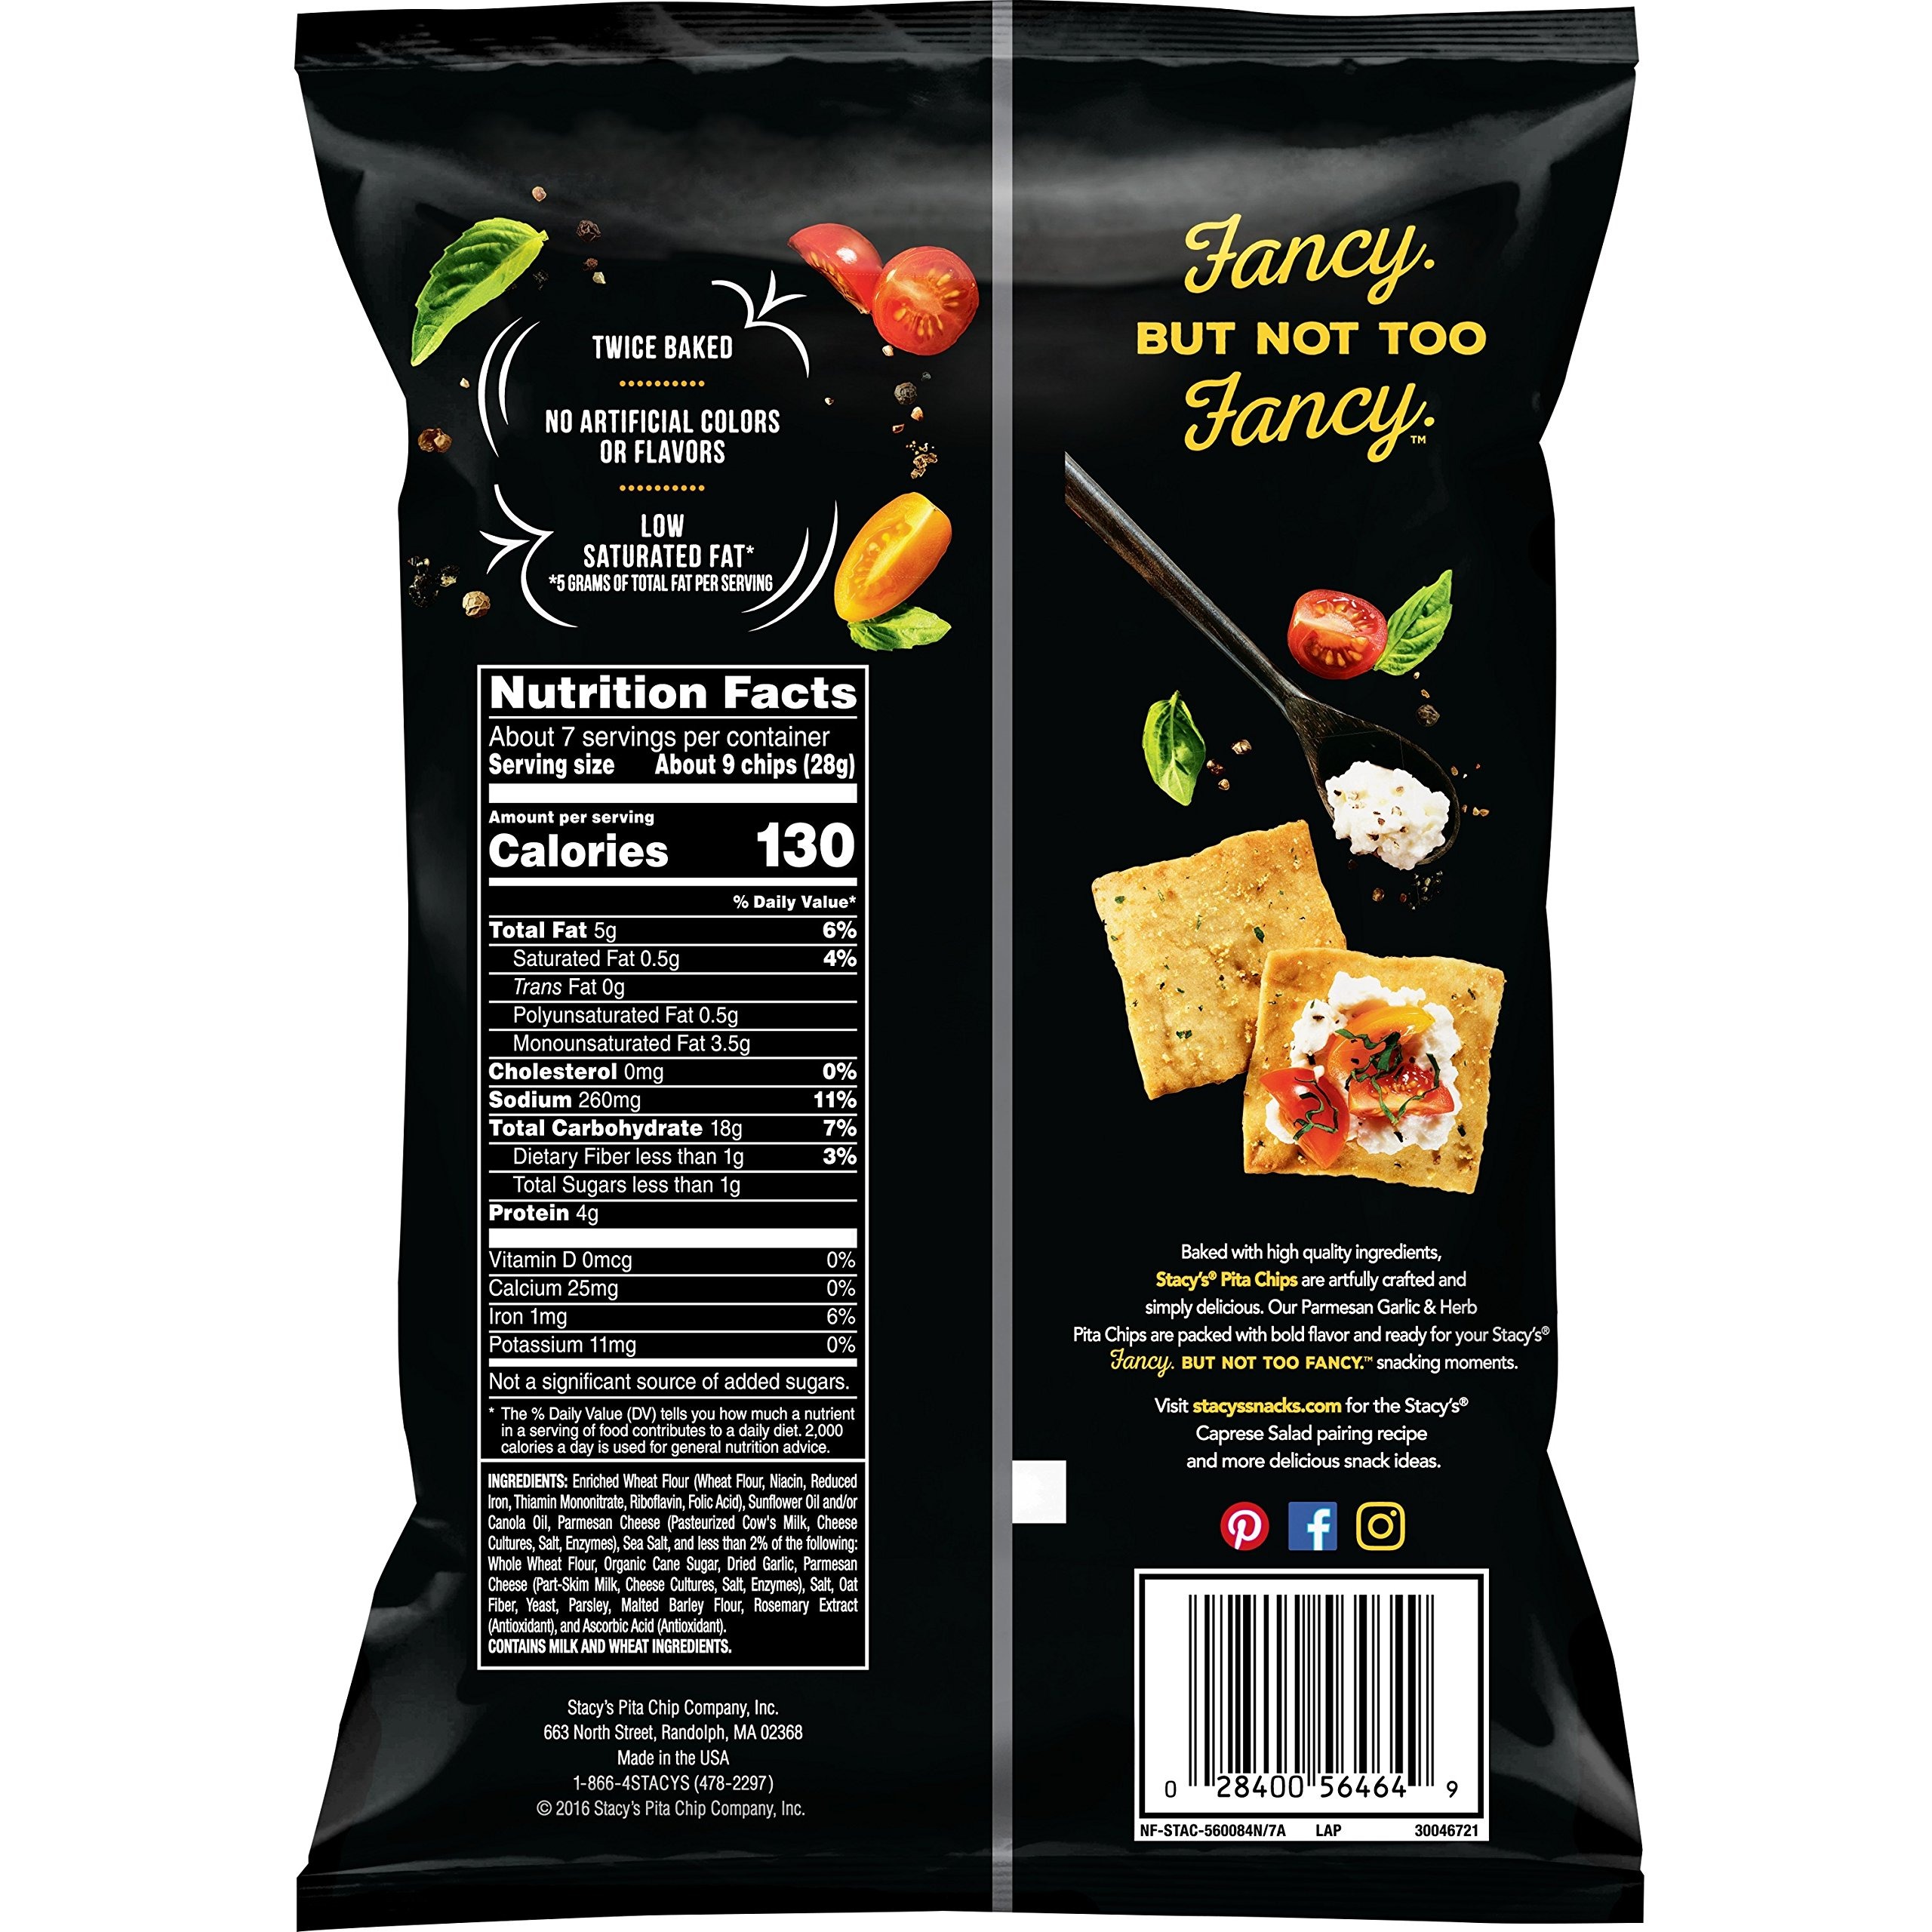 TWICE BAKED
NO ARTIFICIAL COLORS
OR FLAVORS
LOW
SATURATED FAT*
*5 GRAMS OF TOTAL FAT PER SERVING
Nutrition Facts
About 7 servings per container
Serving size About 9 chips (28g)
Amount per serving
Calories 130
% Daily Value*
Total Fat 5g 6%
Saturated Fat 0.5g 4%
Trans Fat 0g
Polyunsaturated Fat 0.5g
Monounsaturated Fat 3.5g
Cholesterol 0mg 0%
Sodium 260mg 11%
Total Carbohydrate 18g 7%
Dietary Fiber less than 1g 3%
Total Sugars less than 1g
Protein 4g
Vitamin D 0mcg 0%
Calcium 25mg 0%
Iron 1mg 6%
Potassium 11mg 0%
Not a significant source of added sugars.
* The % Daily Value (DV) tells you how much a nutrient
in a serving of food contributes to a daily diet. 2,000
calories a day is used for general nutrition advice.
INGREDIENTS: Enriched Wheat Flour (Wheat Flour, Niacin, Reduced
Iron, Thiamin Mononitrate, Riboflavin, Folic Acid), Sunflower Oil and/or
Canola Oil, Parmesan Cheese (Pasteurized Cow's Milk, Cheese
Cultures, Salt, Enzymes), Sea Salt, and less than 2% of the following:
Whole Wheat Flour, Organic Cane Sugar, Dried Garlic, Parmesan
Cheese (Part-Skim Milk, Cheese Cultures, Salt, Enzymes), Salt, Oat
Fiber, Yeast, Parsley, Malted Barley Flour, Rosemary Extract
(Antioxidant), and Ascorbic Acid (Antioxidant).
CONTAINS MILK AND WHEAT INGREDIENTS.
Stacy's Pita Chip Company, Inc.
663 North Street, Randolph, MA 02368
Made in the USA
1-866-4STACYS (478-2297)
© 2016 Stacy's Pita Chip Company, Inc.
Fancy.
BUT NOT TOO
Fancy.™
Baked with high quality ingredients,
Stacy's® Pita Chips are artfully crafted and
simply delicious. Our Parmesan Garlic & Herb
Pita Chips are packed with bold flavor and ready for your Stacy's®
Fancy. BUT NOT TOO FANCY.™ snacking moments.
Visit stacyssnacks.com for the Stacy's®
Caprese Salad pairing recipe
and more delicious snack ideas.
0 28400 56464 9
NF-STAC-560084N/7A LAP 30046721